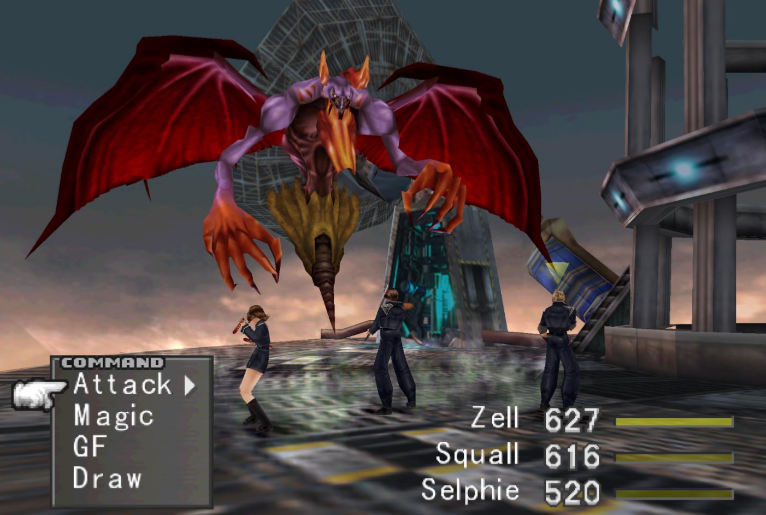 COMMAND
Attack
Magic
GF
Draw
Zell 627
Squall 616
Selphie 520